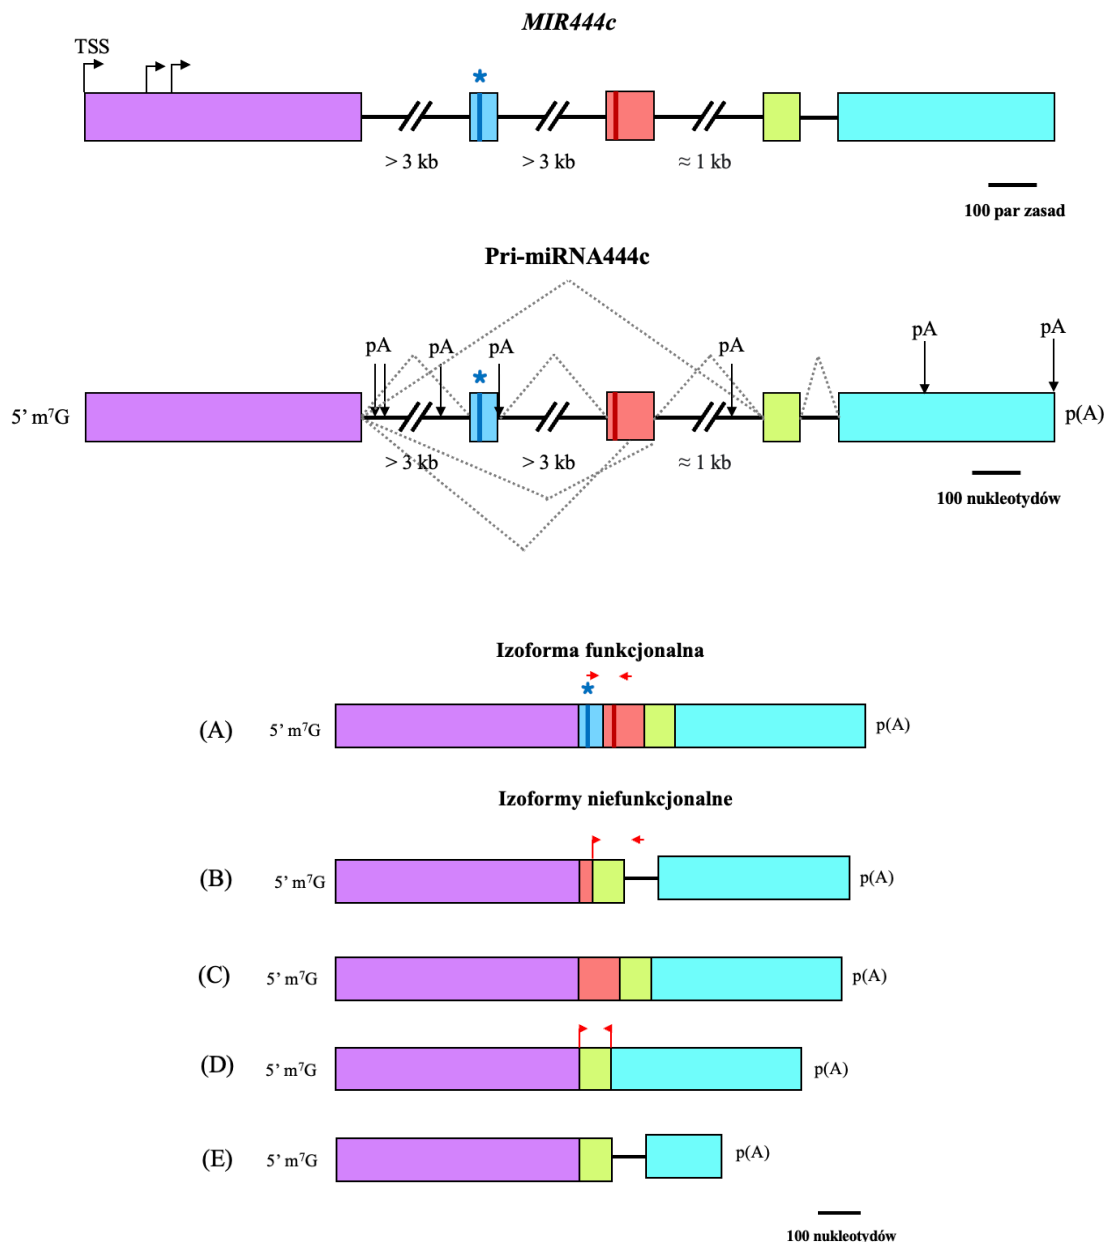 MIR444c
TSS
*
> 3 kb > 3 kb ≈ 1 kb
100 par zasad
Pri-miRNA444c
pA pA pA pA pA pA
*
5’ m⁷G p(A)
> 3 kb > 3 kb ≈ 1 kb
100 nukleotydów
Izoforma funkcjonalna
*
(A) 5’ m⁷G p(A)
Izoformy niefunkcjonalne
(B) 5’ m⁷G p(A)
(C) 5’ m⁷G p(A)
(D) 5’ m⁷G p(A)
(E) 5’ m⁷G p(A)
100 nukleotydów